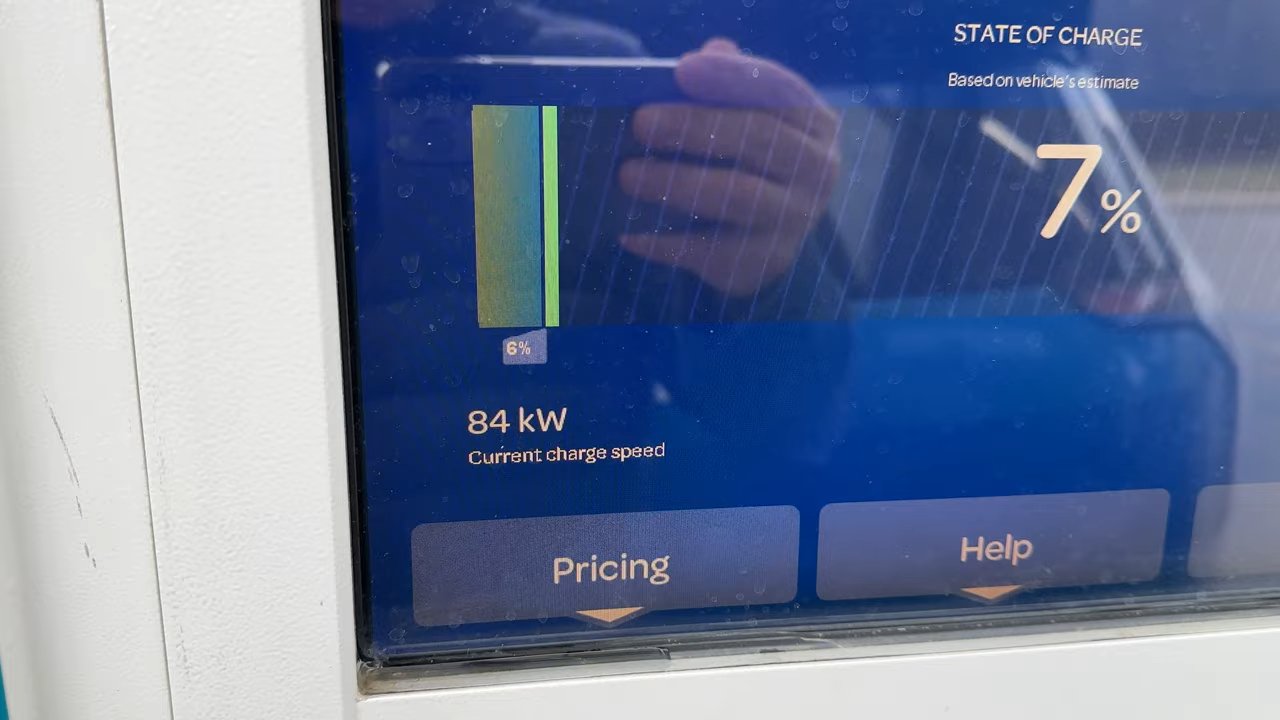 STATE OF CHARGE
Based on vehicle's estimate
7%
6%
84 kW
Current charge speed
Pricing
Help